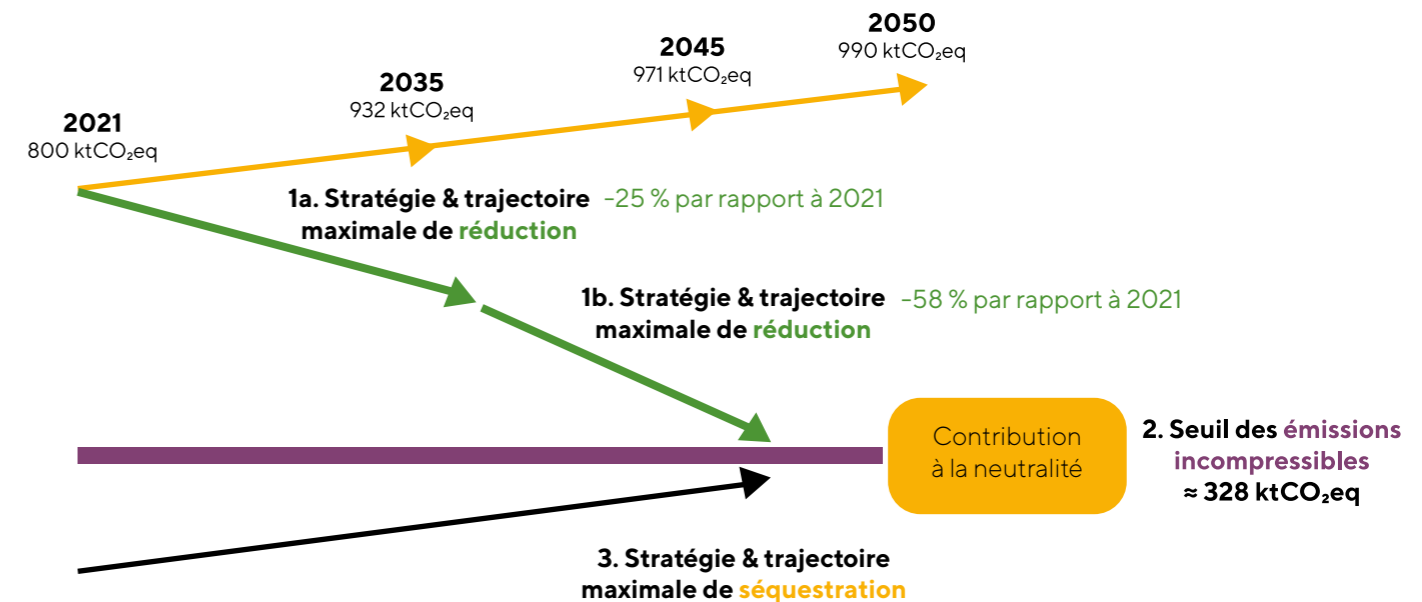 2050
990 ktCO₂eq
2045
971 ktCO₂eq
2035
932 ktCO₂eq
2021
800 ktCO₂eq
1a. Stratégie & trajectoire -25 % par rapport à 2021
maximale de réduction
1b. Stratégie & trajectoire -58 % par rapport à 2021
maximale de réduction
Contribution
à la neutralité
2. Seuil des émissions
incompressibles
≈ 328 ktCO₂eq
3. Stratégie & trajectoire
maximale de séquestration